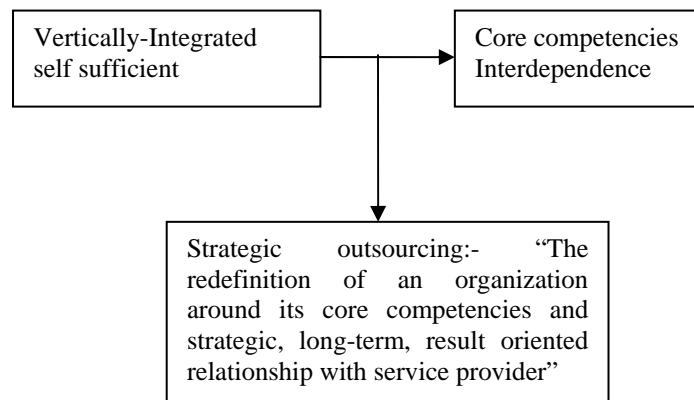 Vertically-Integrated
self sufficient
Core competencies
Interdependence
Strategic outsourcing:- “The
redefinition of an organization
around its core competencies and
strategic, long-term, result oriented
relationship with service provider”